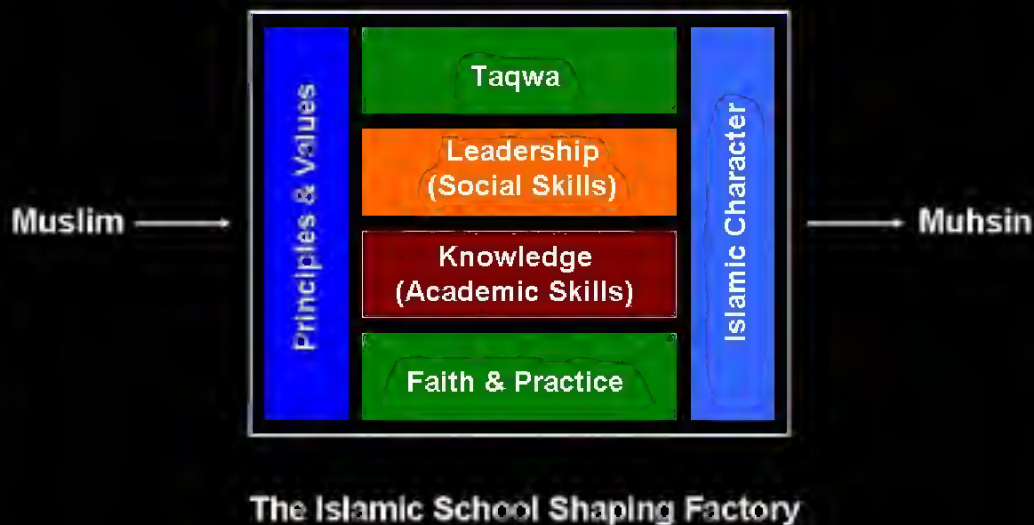 Muslim
Principles & Values
Taqwa
Leadership
(Social Skills)
Knowledge
(Academic Skills)
Faith & Practice
Islamic Character
Muhsin
The Islamic School Shaping Factory